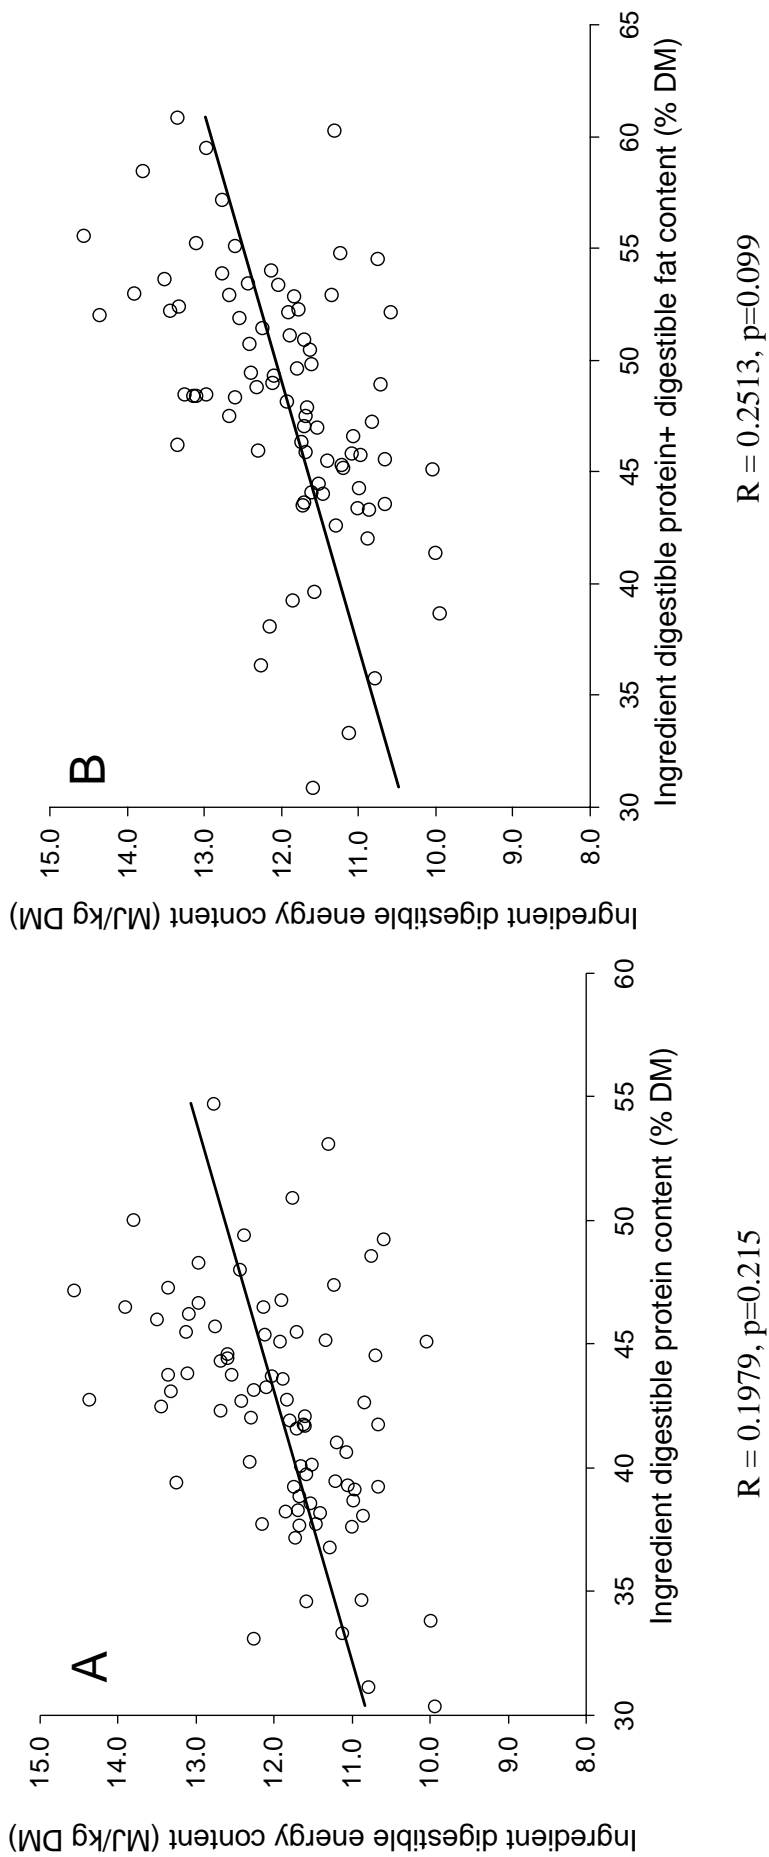 A
Ingredient digestible energy content (MJ/kg DM)
15.0
14.0
13.0
12.0
11.0
10.0
9.0
8.0
30 35 40 45 50 55 60
Ingredient digestible protein content (% DM)
R = 0.1979, p=0.215
B
Ingredient digestible energy content (MJ/kg DM)
15.0
14.0
13.0
12.0
11.0
10.0
9.0
8.0
30 35 40 45 50 55 60 65
Ingredient digestible protein+ digestible fat content (% DM)
R = 0.2513, p=0.099